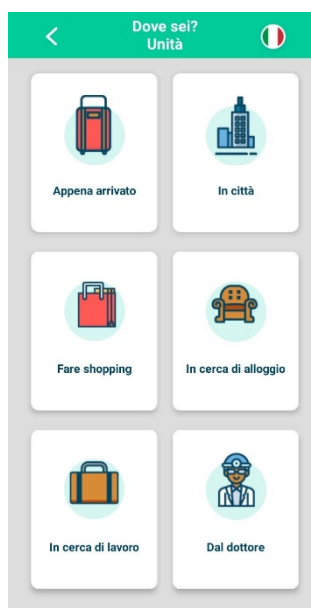 Dove sei?
Unità
Appena arrivato
In città
Fare shopping
In cerca di alloggio
In cerca di lavoro
Dal dottore